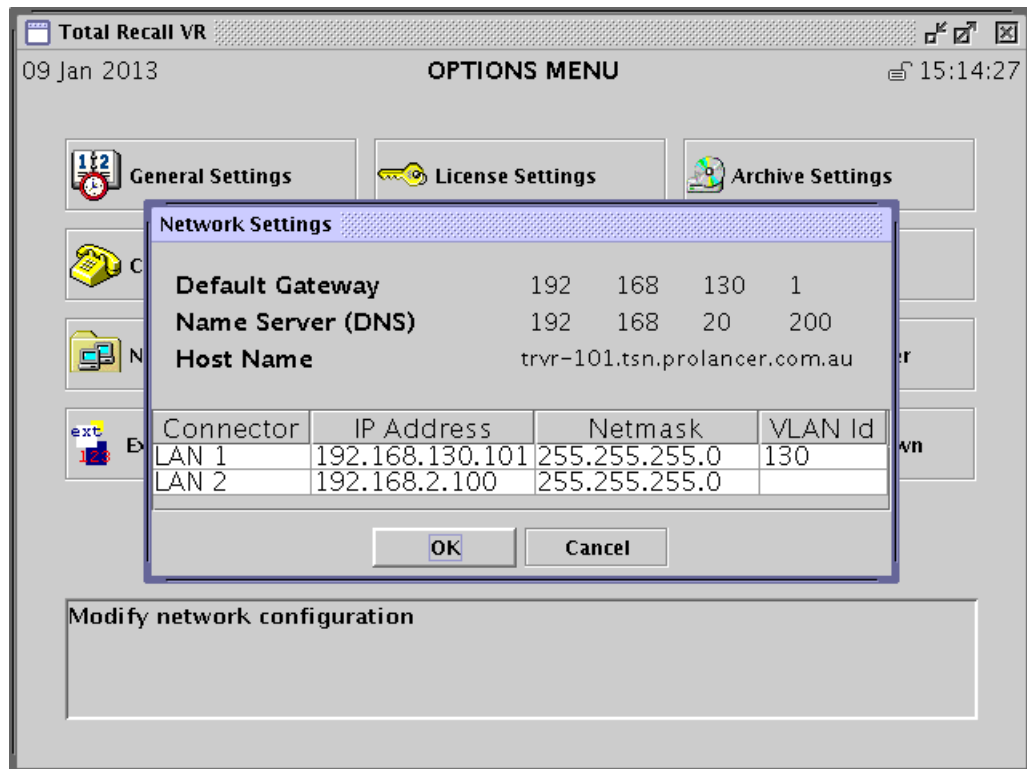 Total Recall VR
09 Jan 2013 OPTIONS MENU 15:14:27
General Settings License Settings Archive Settings
Network Settings
Default Gateway 192 168 130 1
Name Server (DNS) 192 168 20 200
Host Name trvr-101.tsn.prolancer.com.au
Connector IP Address Netmask VLAN Id
LAN 1 192.168.130.101 255.255.255.0 130
LAN 2 192.168.2.100 255.255.255.0
ext
123
OK Cancel
Modify network configuration